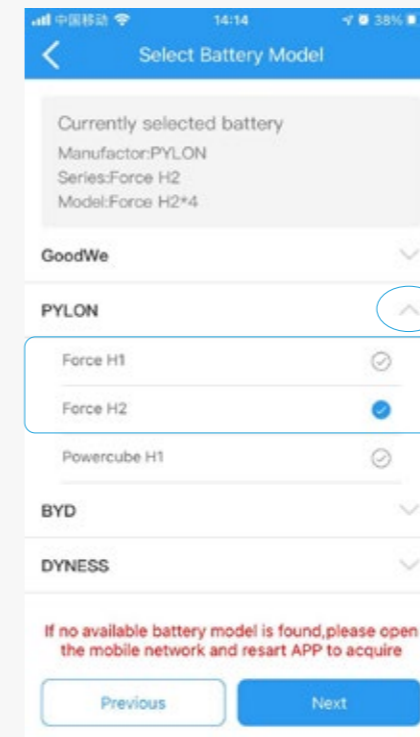 中国移动 14:14 38%
Select Battery Model
Currently selected battery
Manufactor:PYLON
Series:Force H2
Model:Force H2*4
GoodWe
PYLON
Force H1
Force H2
Powercube H1
BYD
DYNESS
If no available battery model is found,please open
the mobile network and resart APP to acquire
Previous Next